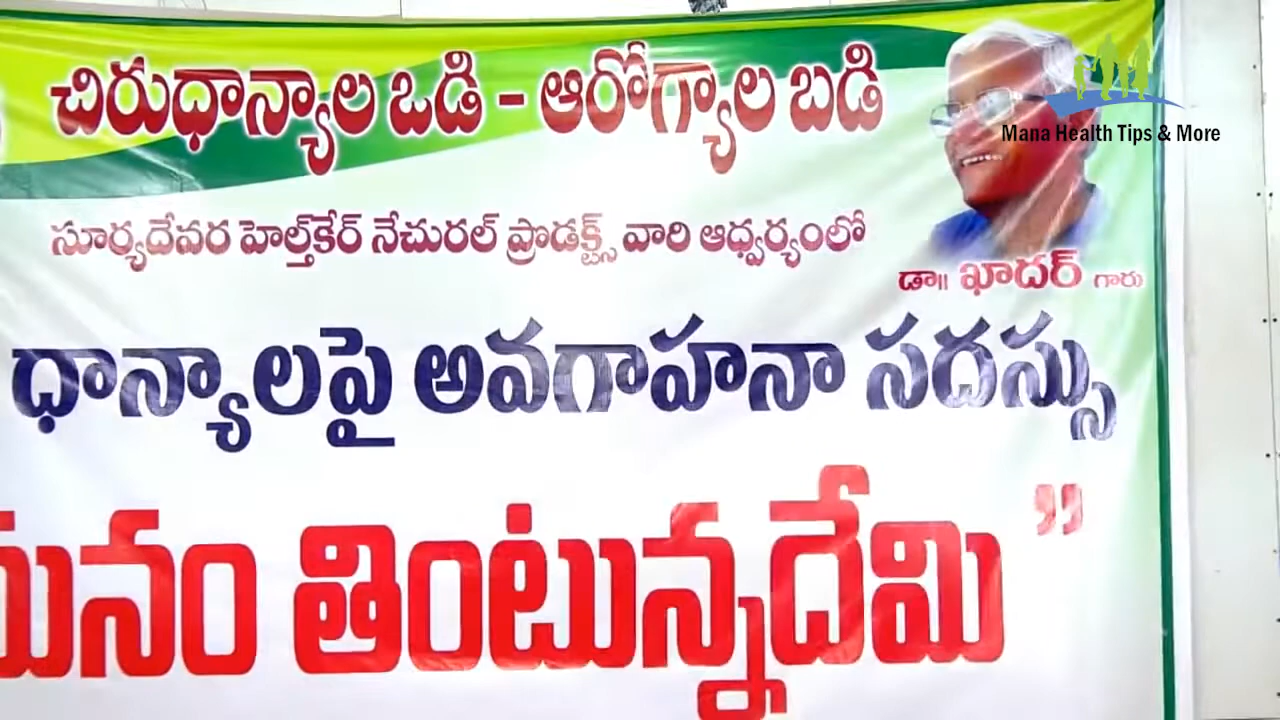 చిరుధాన్యాల ఒడి - ఆరోగ్యాల బడి
Mana Health Tips & More
సూర్యదేవర హెల్త్‌కేర్ నేచురల్ ప్రొడక్ట్స్ వారి ఆధ్వర్యంలో
డా॥ ఖాదర్ గారు
ధాన్యాలపై అవగాహనా సదస్సు
మనం తింటున్నదేమి "